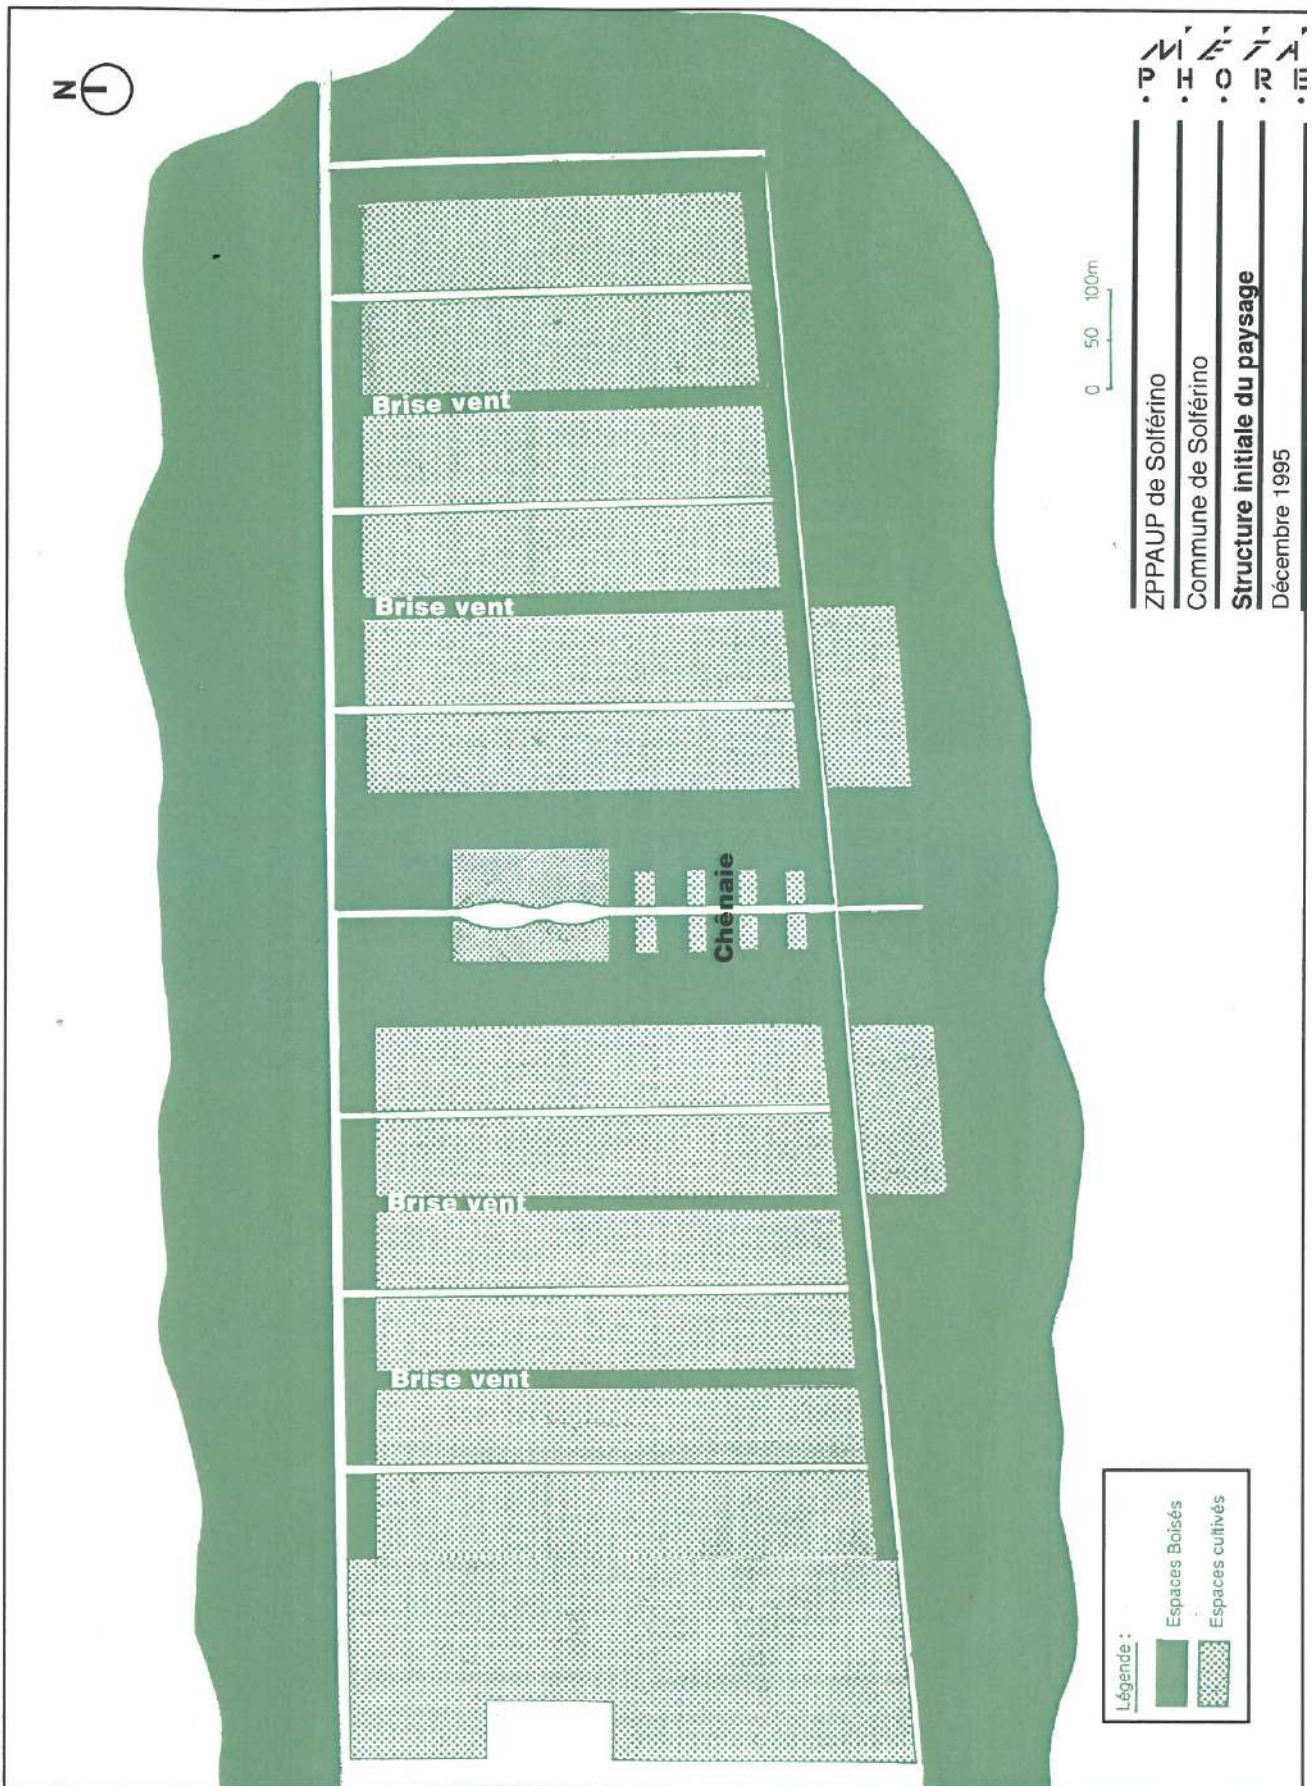 N
Brise vent
Brise vent
Chênaie
Brise vent
Brise vent
0 50 100m
M É T A
P. H. O. R. E.
ZPPAUP de Solférino
Commune de Solférino
Structure initiale du paysage
Décembre 1995
Légende :
Espaces Boisés
Espaces cultivés